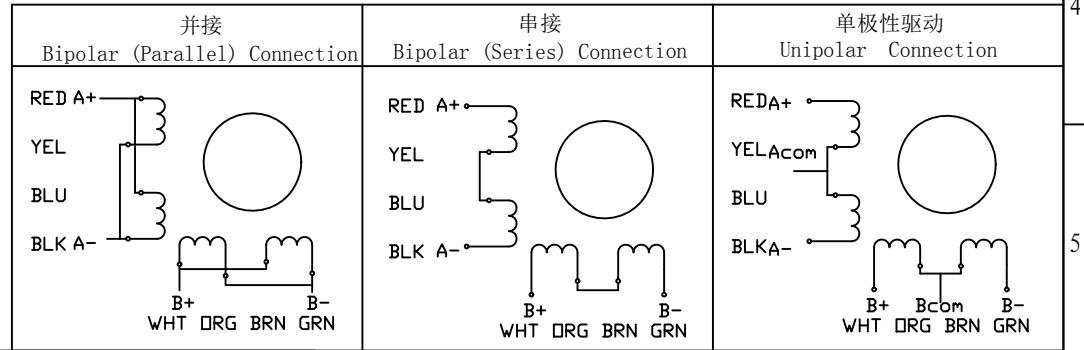 并接
Bipolar (Parallel) Connection
RED A+
YEL
BLU
BLK A-
B+ B-
WHT ORG BRN GRN
串接
Bipolar (Series) Connection
RED A+
YEL
BLU
BLK A-
B+ B-
WHT ORG BRN GRN
单极性驱动
Unipolar Connection
REDA+
YELAcom
BLU
BLKA-
B+ Bcom B-
WHT ORG BRN GRN
4
5